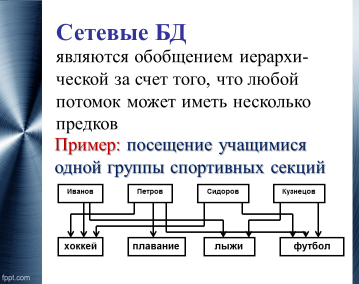 Сетевые БД
являются обобщением иерархи-
ческой за счет того, что любой
потомок может иметь несколько
предков
Пример: посещение учащимися
одной группы спортивных секций
Иванов Петров Сидоров Кузнецов
хоккей плавание лыжи футбол
fppt.com